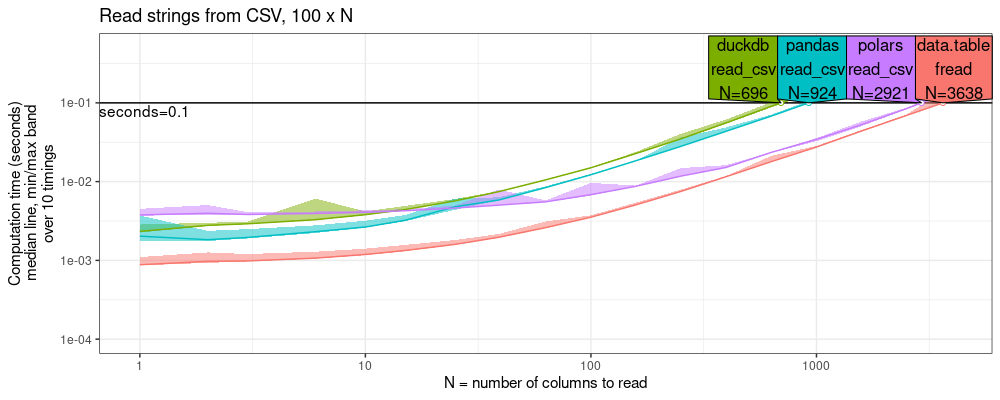 Read strings from CSV, 100 x N
duckdb
read_csv
N=696
pandas
read_csv
N=924
polars
read_csv
N=2921
data.table
fread
N=3638
seconds=0.1
1e-01
1e-02
1e-03
1e-04
Computation time (seconds)
median line, min/max band
over 10 timings
1 10 100 1000
N = number of columns to read